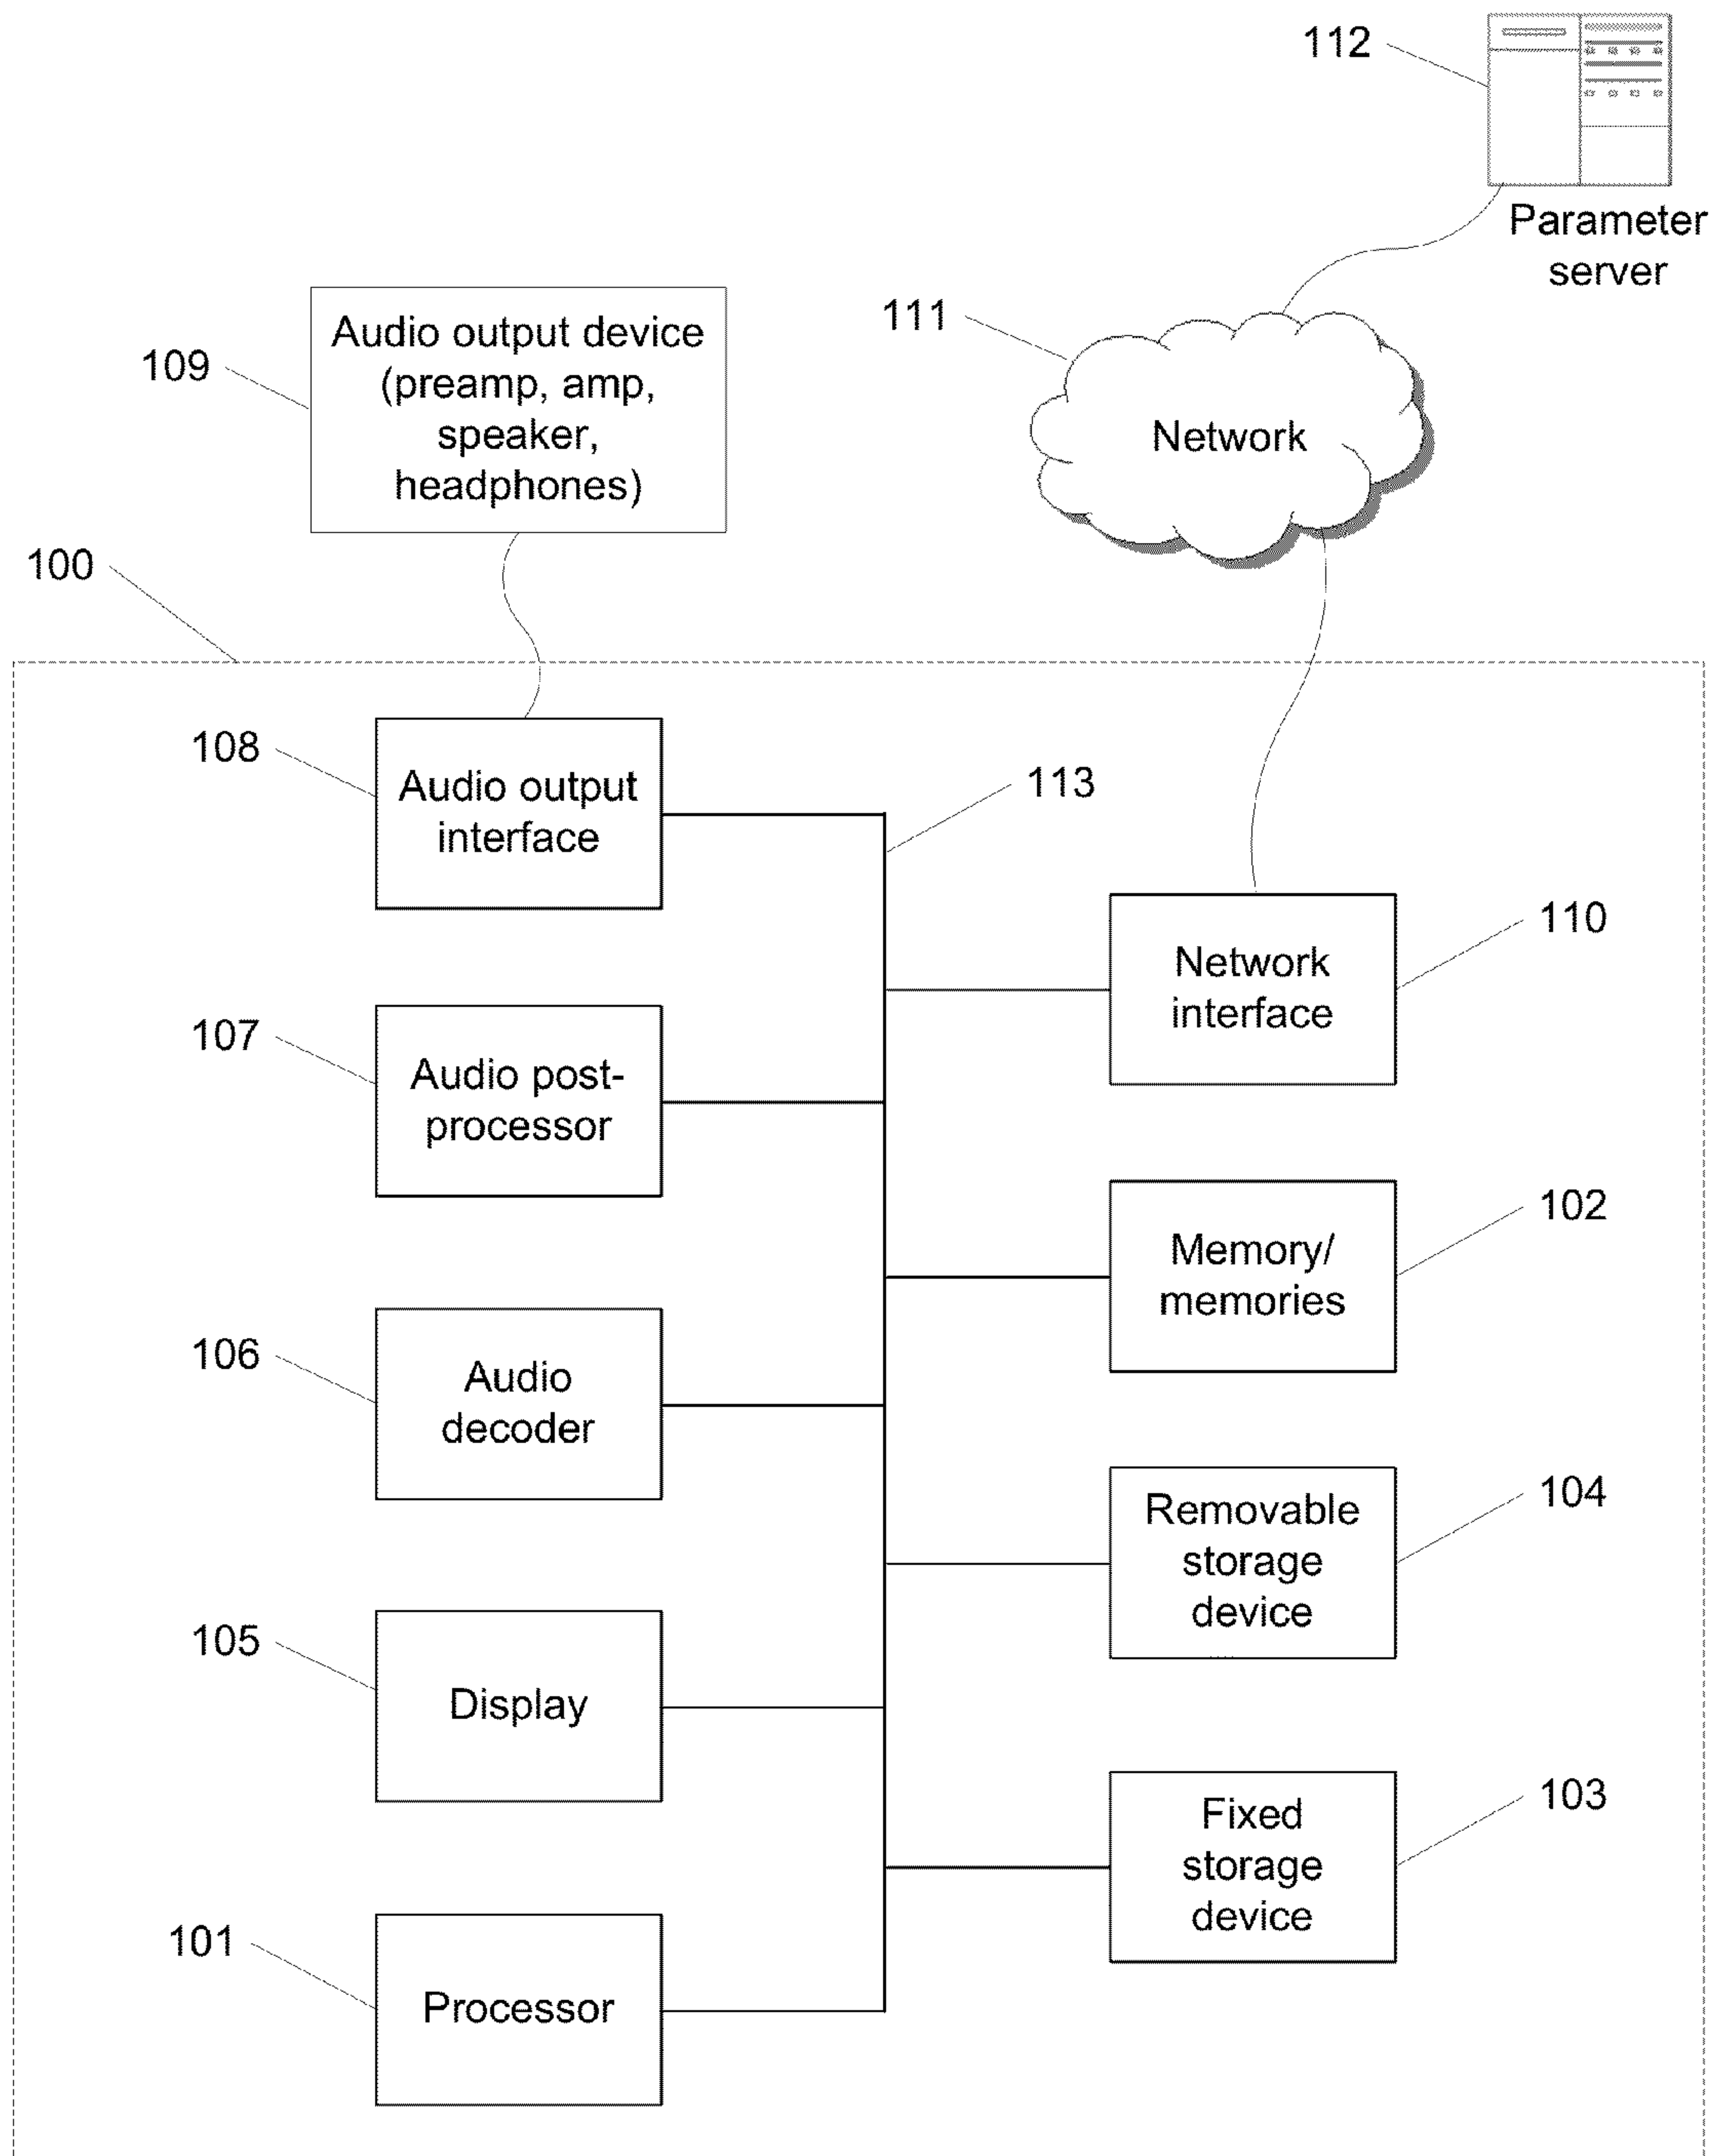 112
Parameter
server
111
Network
109
Audio output device
(preamp, amp,
speaker,
headphones)
100
108
Audio output
interface
113
110
Network
interface
107
Audio post-
processor
102
Memory/
memories
106
Audio
decoder
104
Removable
storage
device
105
Display
103
Fixed
storage
device
101
Processor